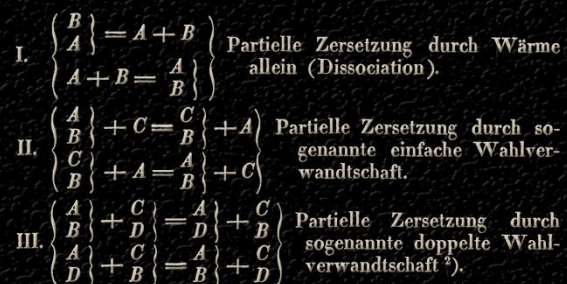 I. { B A } = A + B } Partielle Zersetzung durch Wärme
{ A + B = A B } } allein (Dissociation).
II. { A B } + C = C B } + A } Partielle Zersetzung durch so-
{ C B } + A = A B } + C } genannte einfache Wahlver-
wandtschaft.
III. { A B } + C D } = A D } + C B } Partielle Zersetzung durch
{ A D } + C B } = A B } + C D } sogenannte doppelte Wahl-
verwandtschaft ²).